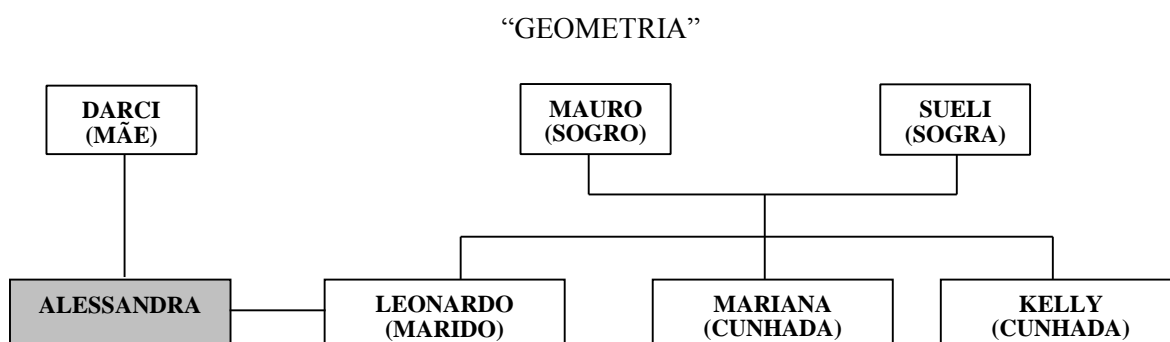 “GEOMETRIA”
DARCI
(MÃE)
MAURO
(SOGRO)
SUELI
(SOGRA)
ALESSANDRA
LEONARDO
(MARIDO)
MARIANA
(CUNHADA)
KELLY
(CUNHADA)